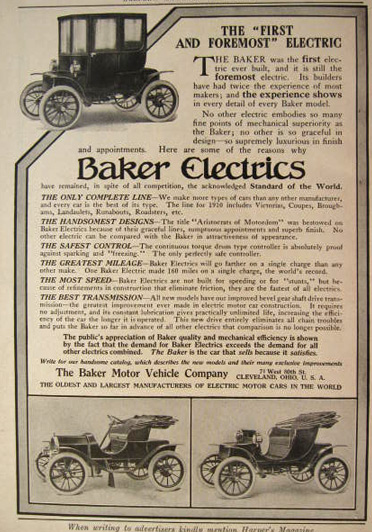 THE "FIRST
AND FOREMOST" ELECTRIC
THE BAKER was the first elec-
tric ever built, and it is still the
foremost electric. Its builders
have had twice the experience of most
makers; and the experience shows
in every detail of every Baker model.
No other electric embodies so many
fine points of mechanical superiority as
the Baker; no other is so graceful in
design—so supremely luxurious in finish
and appointments. Here are some of the reasons why
Baker Electrics
have remained, in spite of all competition, the acknowledged Standard of the World.
THE ONLY COMPLETE LINE—We make more types of cars than any other manufacturer,
and every car is the best of its type. The line for 1910 includes Victorias, Coupes, Brough-
ams, Landaulets, Runabouts, Roadsters, etc.
THE HANDSOMEST DESIGNS—The title "Aristocrats of Motordom" was bestowed on
Baker Electrics because of their graceful lines, sumptuous appointments and superb finish. No
other electric can be compared with the Baker in attractiveness of appearance.
THE SAFEST CONTROL—The continuous torque drum type controller is absolutely proof
against sparking and "freezing." The only perfectly safe controller.
THE GREATEST MILEAGE—Baker Electrics will go farther on a single charge than any
other make. One Baker Electric made 160 miles on a single charge, the world's record.
THE MOST SPEED—Baker Electrics are not built for speeding or for "stunts," but be-
cause of refinements in construction that eliminate friction, they are the fastest of all electrics.
THE BEST TRANSMISSION—All new models have our improved bevel gear shaft drive trans-
mission—the greatest improvement ever made in electric motor car construction. It requires
no adjustment, and its constant lubrication gives practically unlimited life, increasing the effici-
ency of the car the longer it is operated. This new drive entirely eliminates all chain troubles
and puts the Baker so far in advance of all other electrics that comparison is no longer possible.
The public's appreciation of Baker quality and mechanical efficiency is shown
by the fact that the demand for Baker Electrics exceeds the demand for all
other electrics combined. The Baker is the car that sells because it satisfies.
Write for our handsome catalog, which describes the new models and their many exclusive improvements
The Baker Motor Vehicle Company 71 West 80th St.
CLEVELAND, OHIO, U. S. A.
THE OLDEST AND LARGEST MANUFACTURERS OF ELECTRIC MOTOR CARS IN THE WORLD
When writing to advertisers kindly mention Harper's Magazine